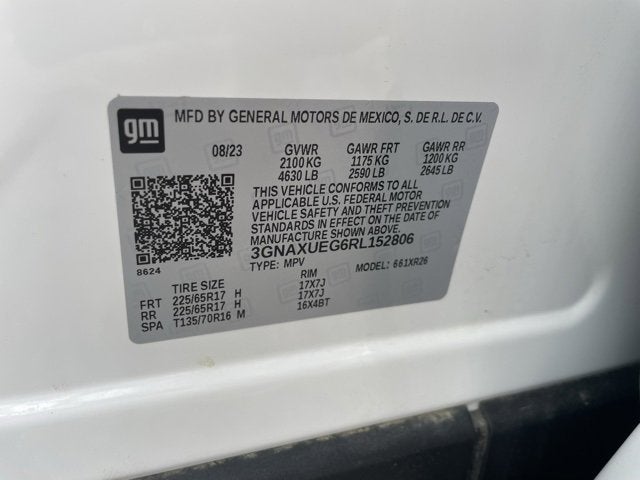 gm
MFD BY GENERAL MOTORS DE MEXICO, S. DE R.L. DE C.V.
08/23 GVWR GAWR FRT GAWR RR
2100 KG 1175 KG 1200 KG
4630 LB 2590 LB 2645 LB
THIS VEHICLE CONFORMS TO ALL
APPLICABLE U.S. FEDERAL MOTOR
VEHICLE SAFETY AND THEFT
PREVENTION STANDARDS IN
EFFECT ON THE DATE OF
MANUFACTURE SHOWN ABOVE.
3GNAXUEG6RL152806
8624
TYPE: MPV MODEL: 661XR26
TIRE SIZE RIM
FRT 225/65R17 H 17X7J
RR 225/65R17 H 17X7J
SPA T135/70R16 M 16X4BT